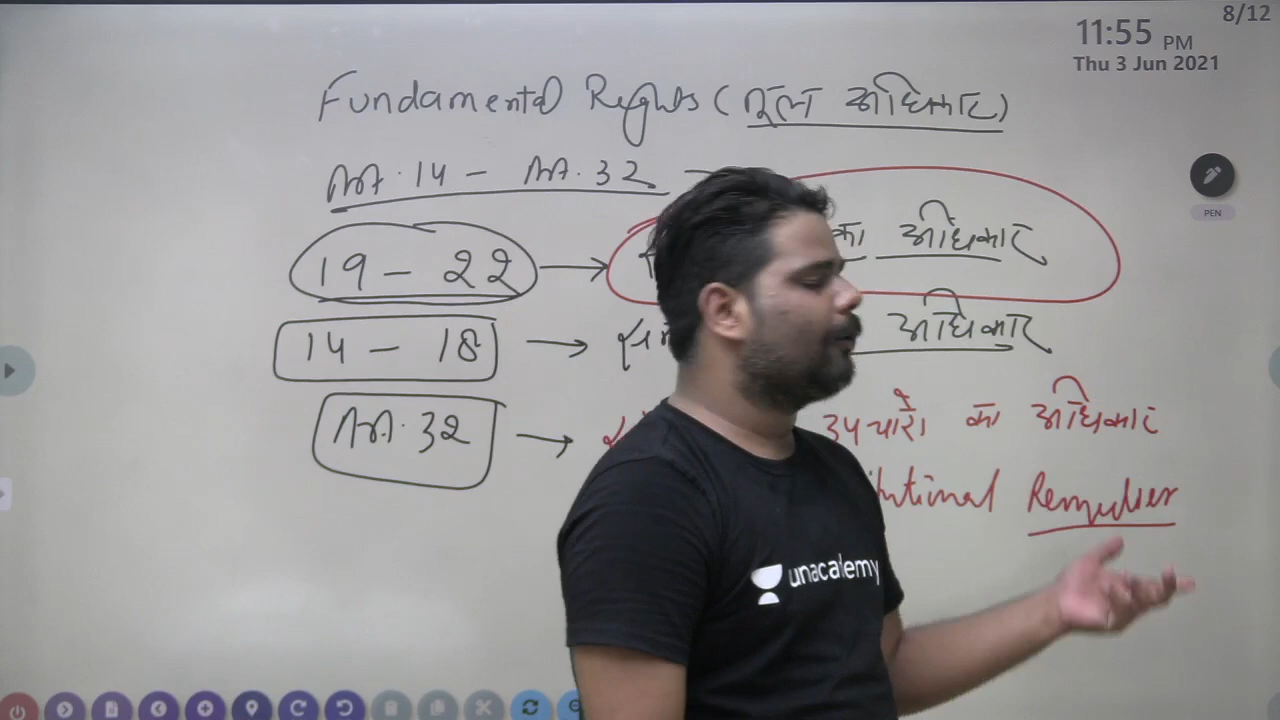 8/12
11:55 PM
Thu 3 Jun 2021
Fundamental Rights (मूल अधिकार)
PEN
Art. 14 - Art. 32
19 - 22 → का अधिकार
14 - 18 → अधिकार
Art. 32 → उपचारों का अधिकार
Remedies
unacademy